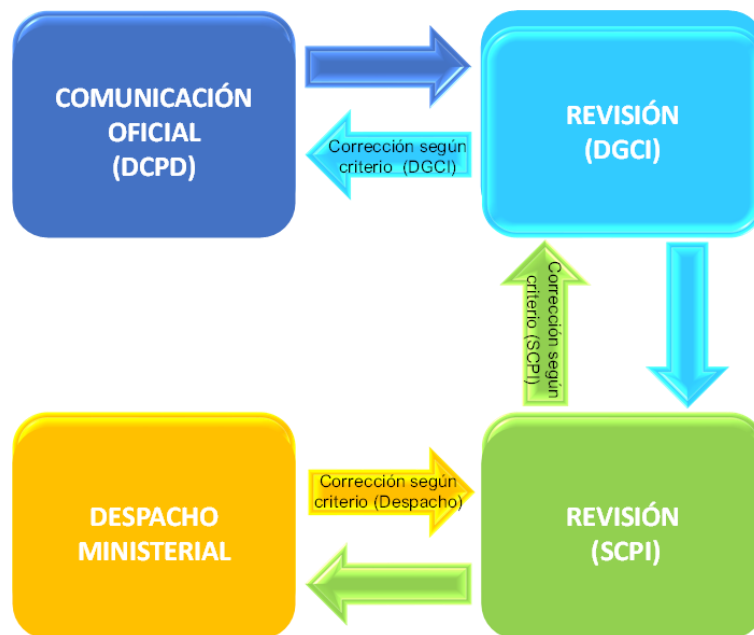 COMUNICACIÓN
OFICIAL
(DCPD)
REVISIÓN
(DGCI)
Corrección según
criterio (DGCI)
Corrección según
criterio (SCPI)
DESPACHO
MINISTERIAL
Corrección según
criterio (Despacho)
REVISIÓN
(SCPI)